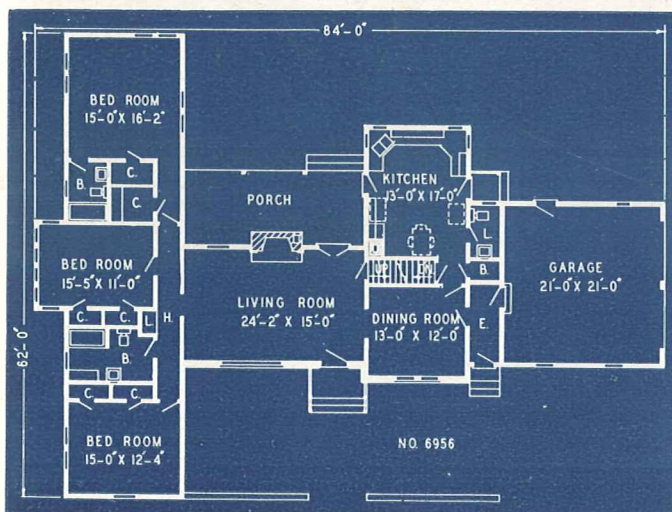 84'-0"
BED ROOM
15'-0" X 16'-2"
B.
C.
C.
PORCH
KITCHEN
13'-0" X 17'-0"
L.
BED ROOM
15'-5" X 11'-0"
GARAGE
21'-0" X 21'-0"
UP
DN
B.
LIVING ROOM
24'-2" X 15'-0"
C.
C.
L.
H.
DINING ROOM
13'-0" X 12'-0"
E.
B.
62'-0"
C.
C.
BED ROOM
15'-0" X 12'-4"
NO. 6956